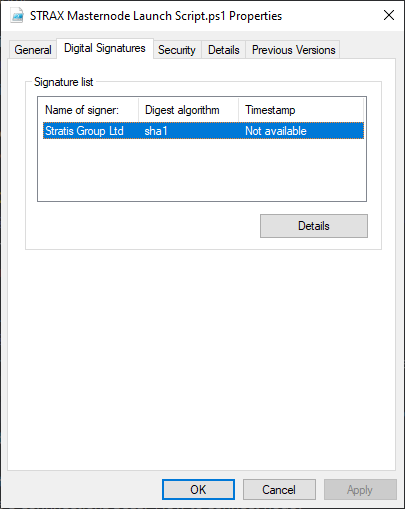 STRAX Masternode Launch Script.ps1 Properties
General Digital Signatures Security Details Previous Versions
Signature list
Name of signer: Digest algorithm Timestamp
Stratis Group Ltd sha1 Not available
Details
OK Cancel Apply